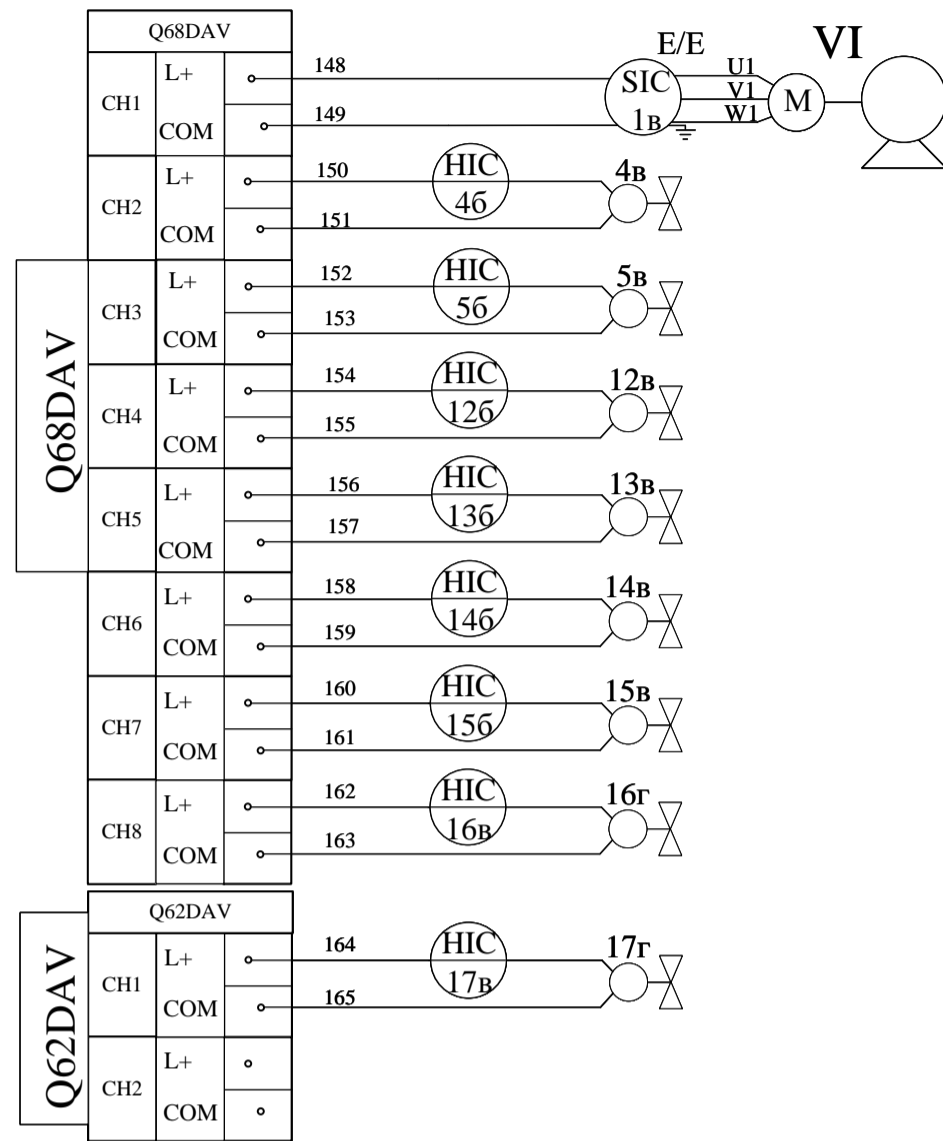 Q68DAV
E/E
VI
CH1
L+
148
COM
149
SIC
1в
U1
V1
W1
M
CH2
L+
150
COM
151
HIC
4б
4в
Q68DAV
CH3
L+
152
COM
153
HIC
5б
5в
CH4
L+
154
COM
155
HIC
12б
12в
CH5
L+
156
COM
157
HIC
13б
13в
CH6
L+
158
COM
159
HIC
14б
14в
CH7
L+
160
COM
161
HIC
15б
15в
CH8
L+
162
COM
163
HIC
16в
16г
Q62DAV
Q62DAV
CH1
L+
164
COM
165
HIC
17в
17г
CH2
L+
COM